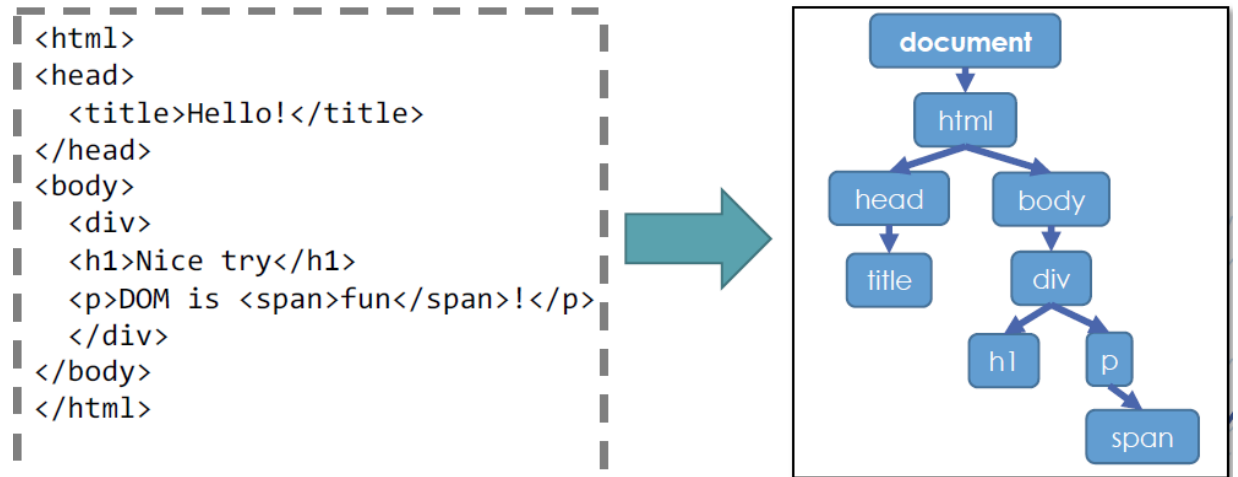 <html>
<head>
  <title>Hello!</title>
</head>
<body>
  <div>
  <h1>Nice try</h1>
  <p>DOM is <span>fun</span>!</p>
  </div>
</body>
</html>
document
html
head body
title div
h1 p
span